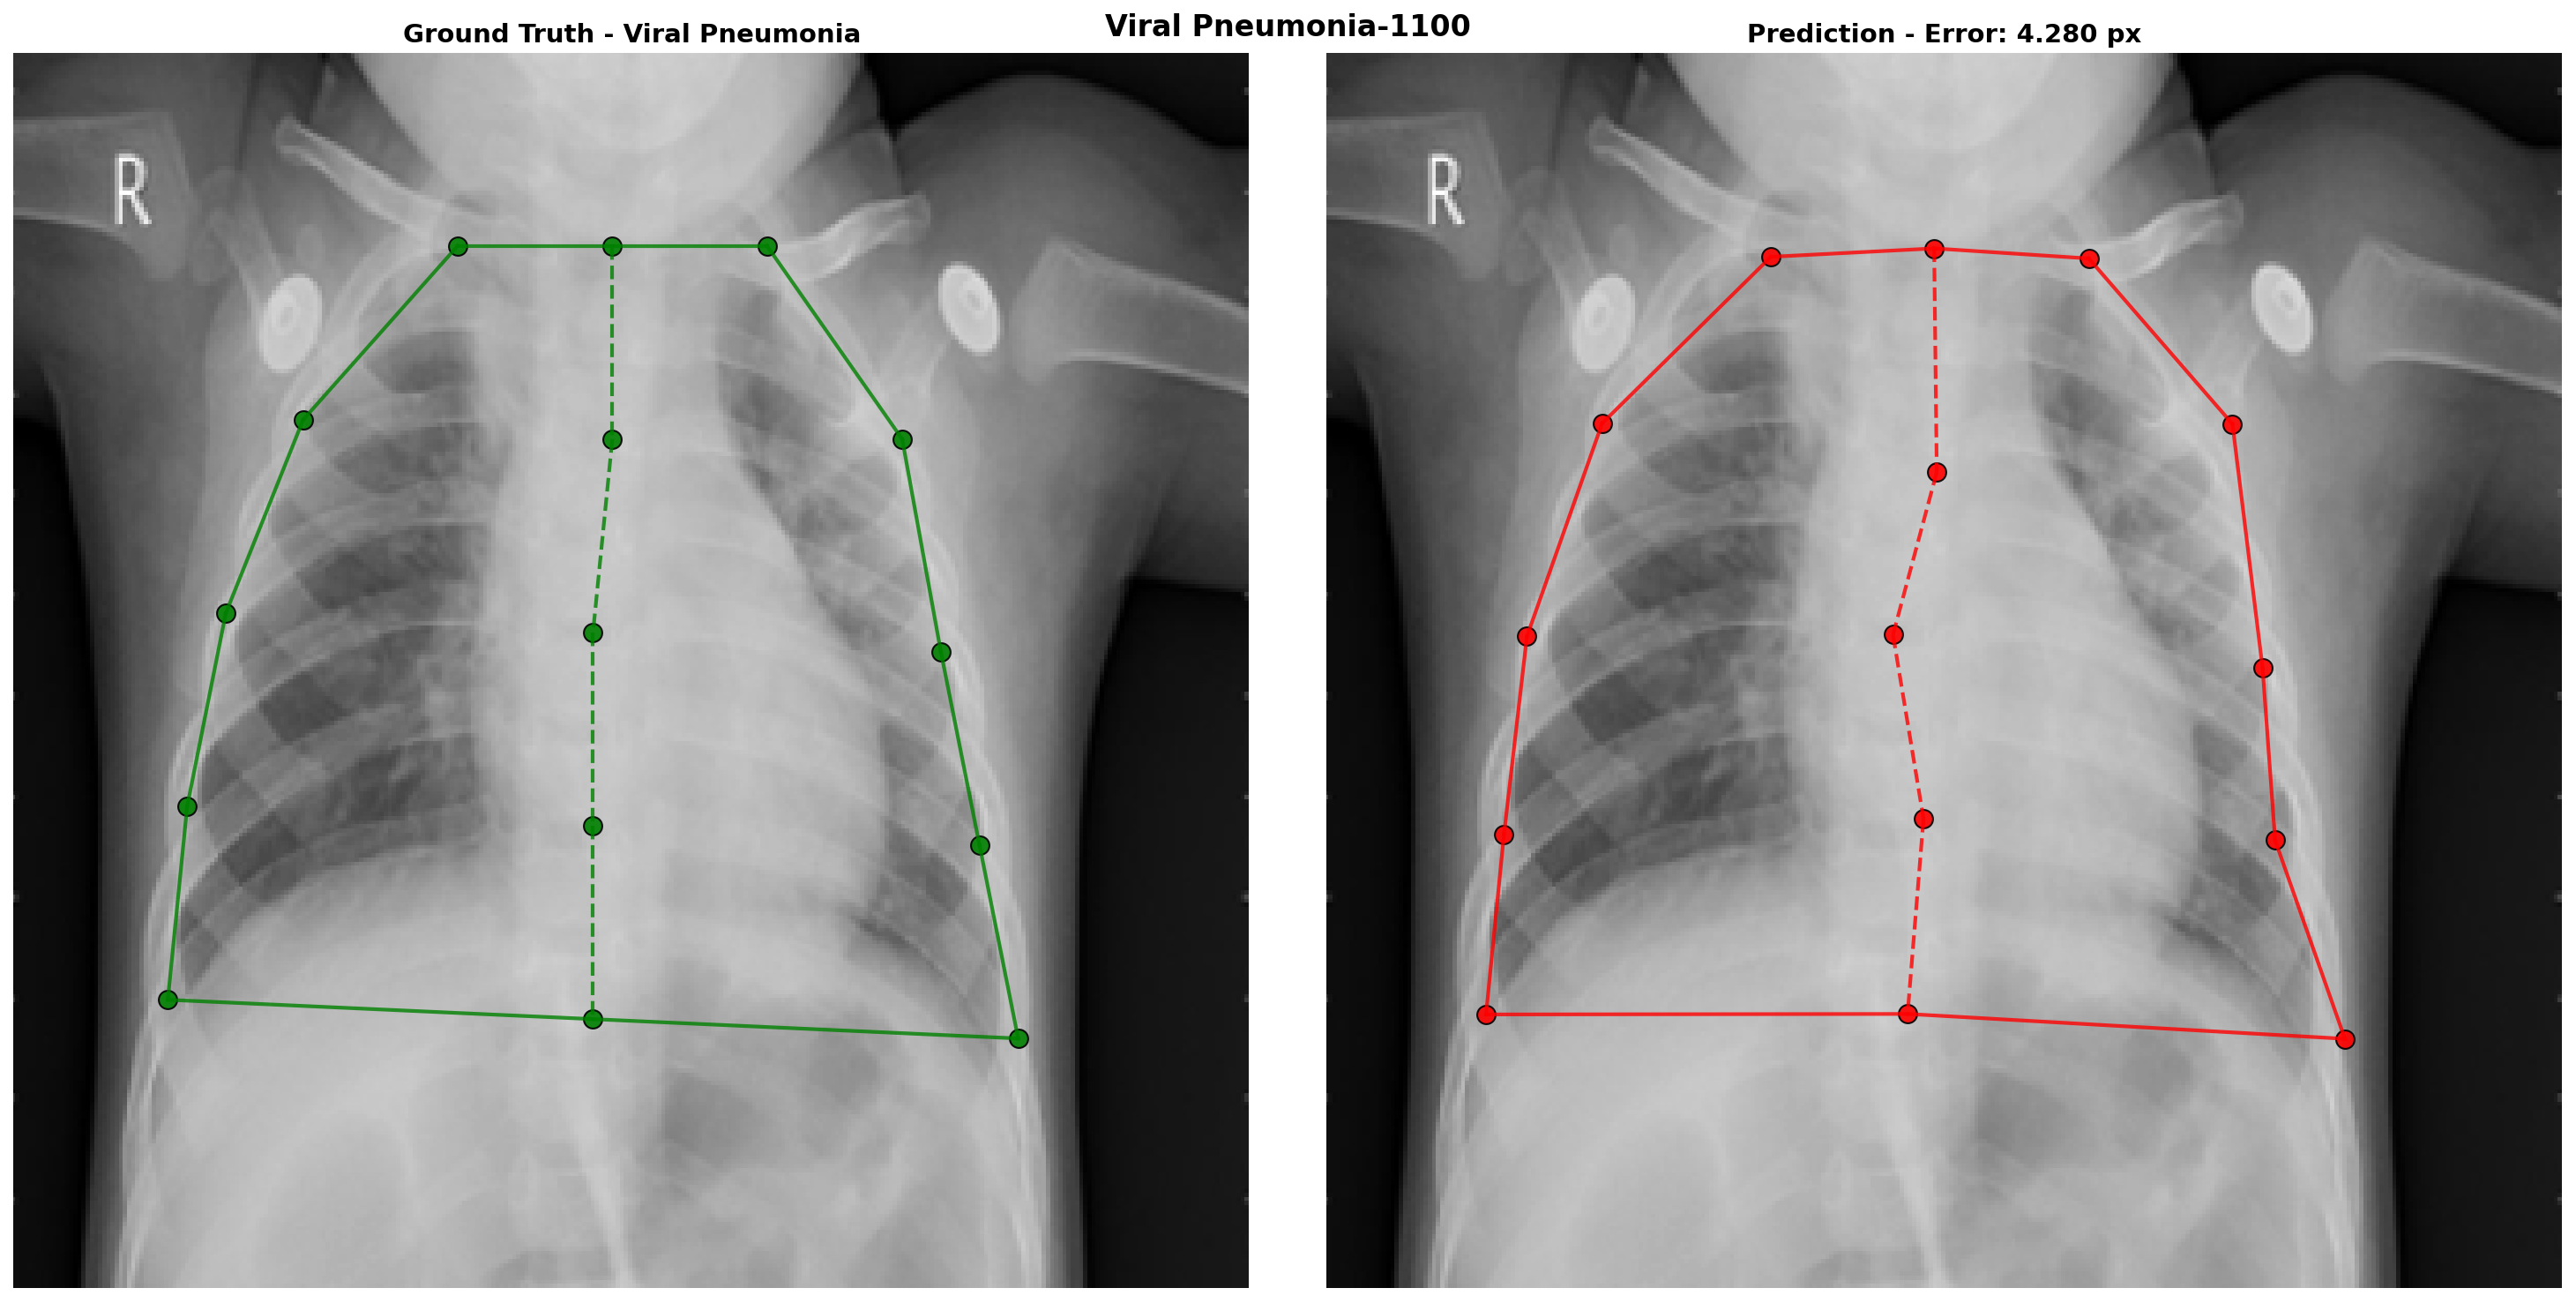 Viral Pneumonia-1100
Ground Truth - Viral Pneumonia
Prediction - Error: 4.280 px
R
R